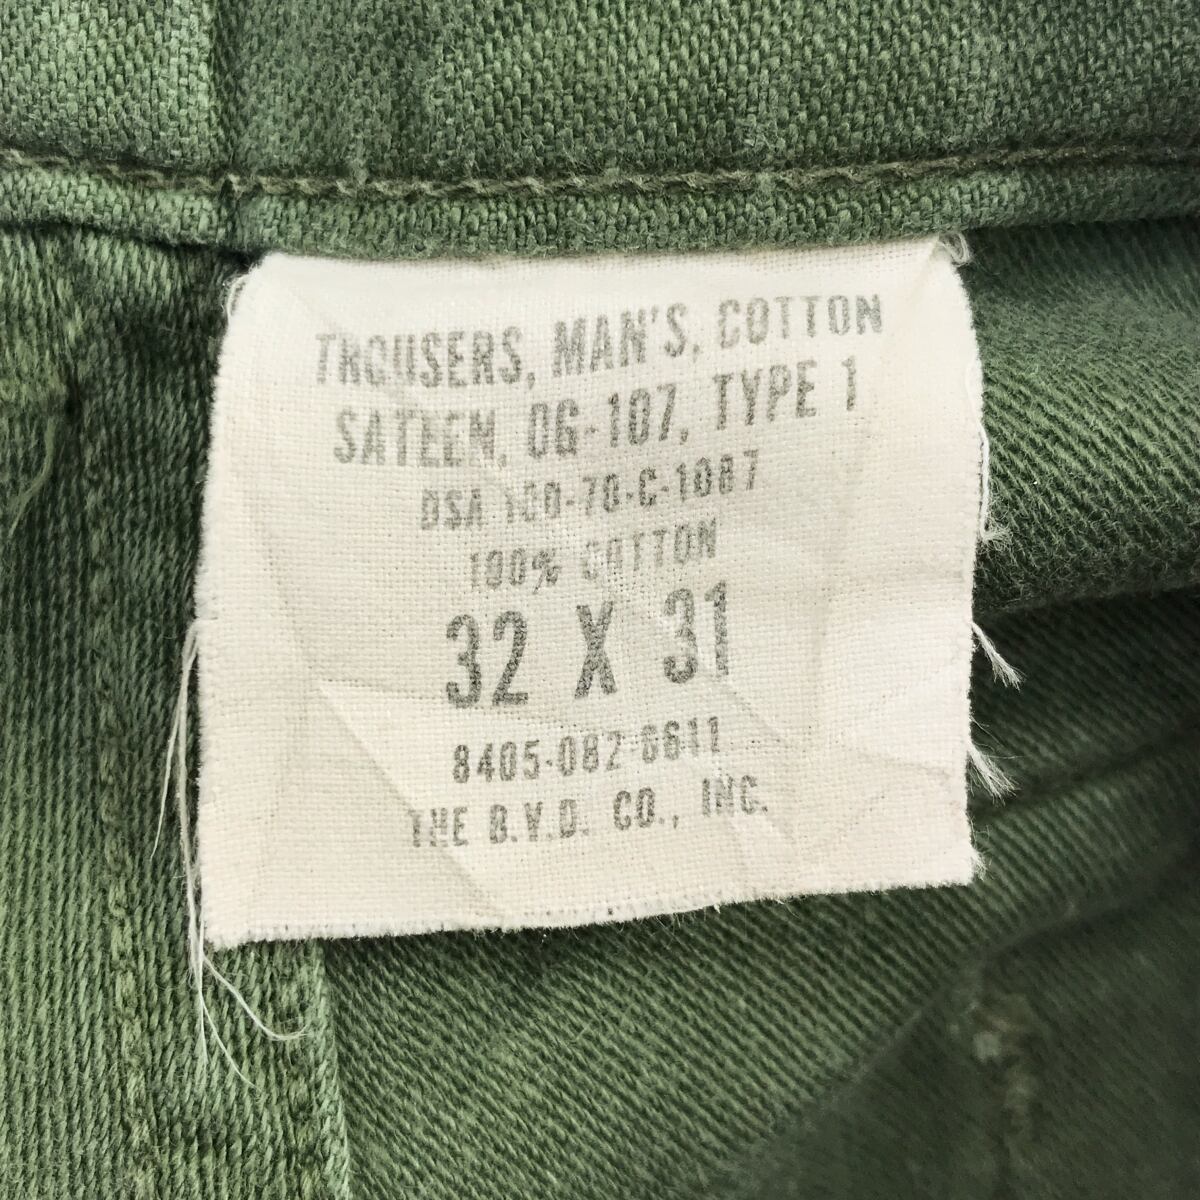 TROUSERS, MAN'S, COTTON
SATEEN, OG-107, TYPE 1
DSA 100-70-C-1087
100% COTTON
32 X 31
8405-082-6611
THE B.V.D. CO., INC.